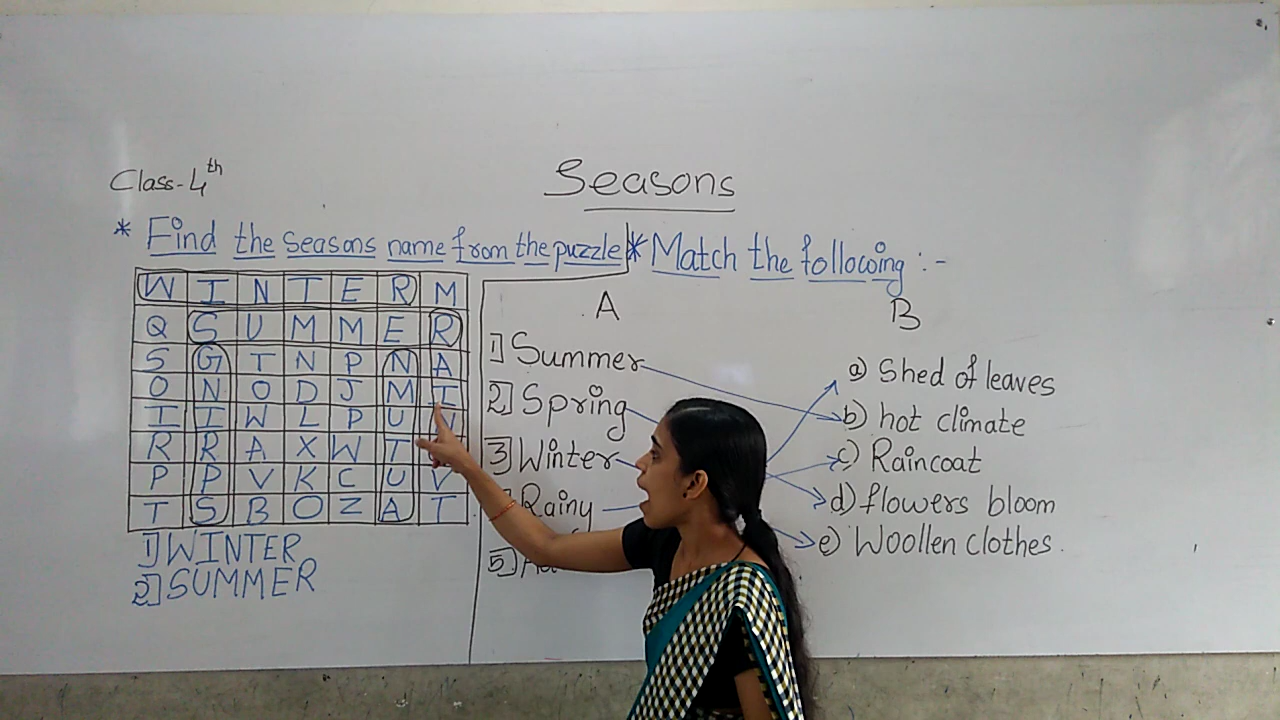 Class-4th
Seasons
* Find the Seasons name from the puzzle
W I N T E R M
Q S U M M E R
S G T N P N A
O N O D J M I
I I W L P U N
R R A X W T
P P V K C U V
T S B O Z A T
1] WINTER
2] SUMMER
* Match the following :-
A
B
1] Summer
2] Spring
3] Winter
Rainy
5]
a) Shed of leaves
b) hot climate
c) Raincoat
d) flowers bloom
e) Woollen clothes.